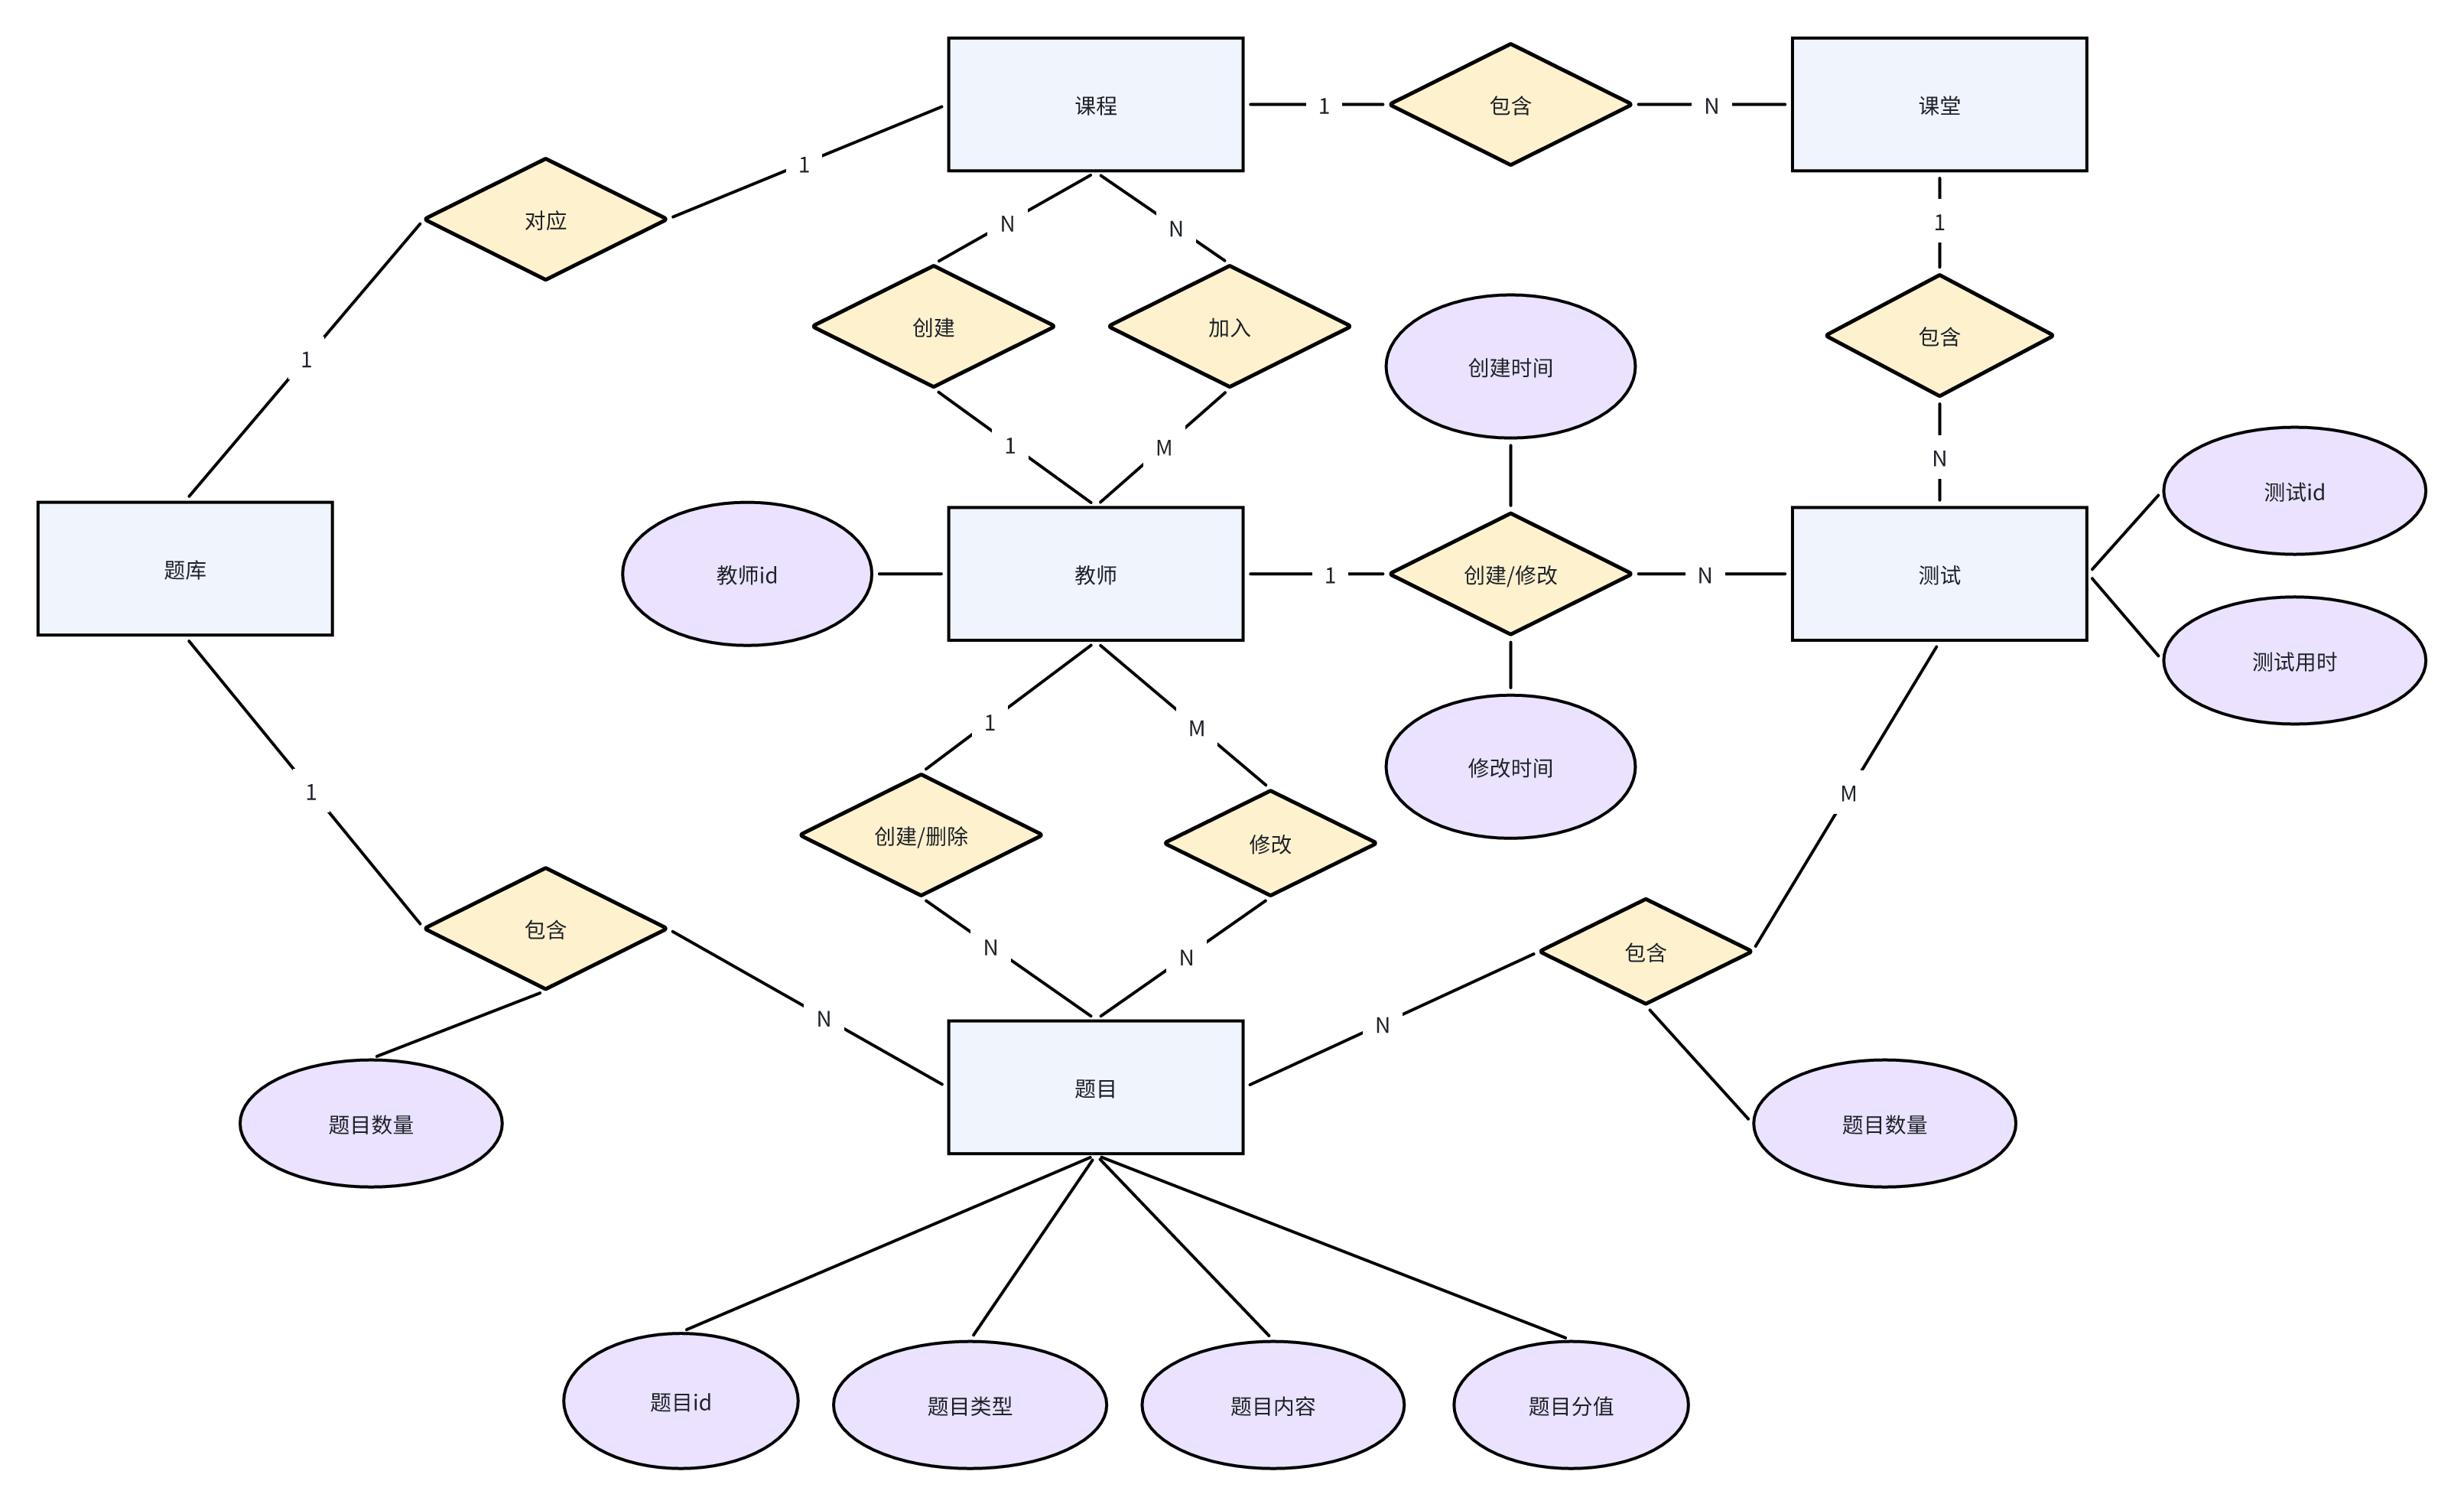 课程
1
包含
N
课堂
1
对应
N
N
1
创建
加入
包含
创建时间
1
1
M
N
测试id
题库
教师id
教师
1
创建/修改
N
测试
测试用时
1
M
修改时间
1
M
创建/删除
修改
包含
N
N
包含
N
N
题目
题目数量
题目数量
题目id
题目类型
题目内容
题目分值